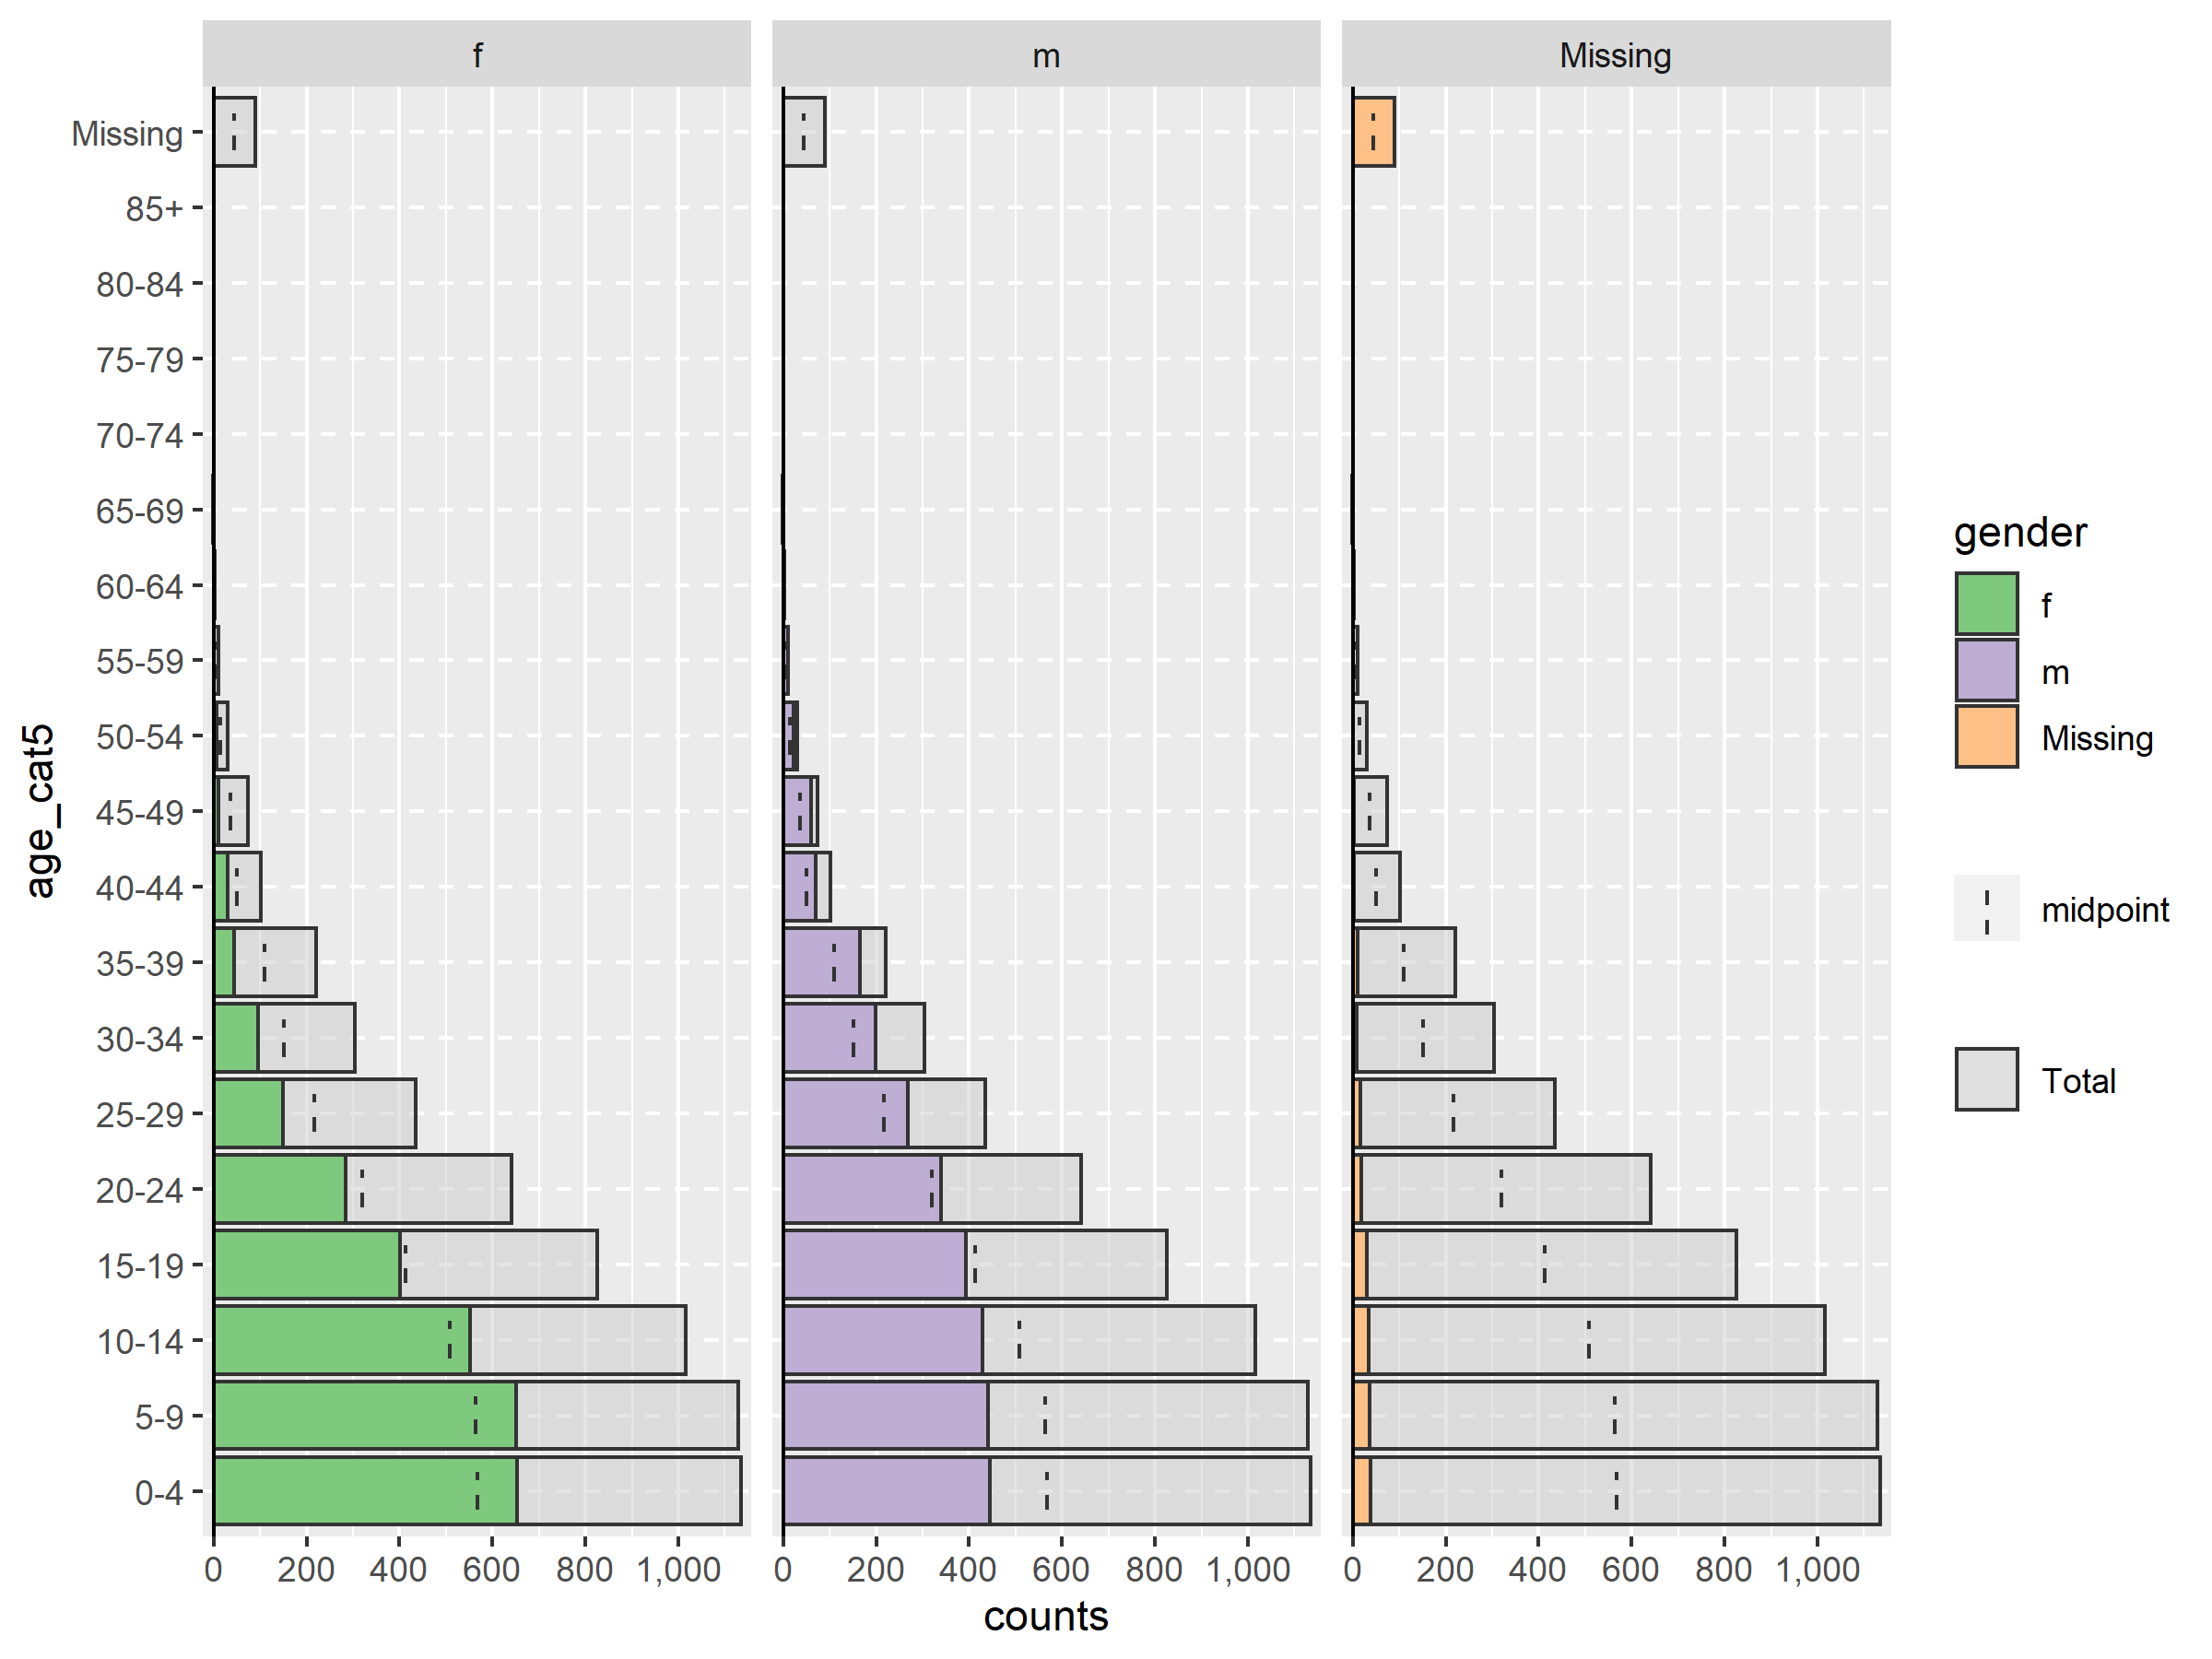 f m Missing
Missing
85+
80-84
75-79
70-74
65-69
60-64
55-59
50-54
45-49
40-44
35-39
30-34
25-29
20-24
15-19
10-14
5-9
0-4
age_cat5
0 200 400 600 800 1,000 0 200 400 600 800 1,000 0 200 400 600 800 1,000
counts
gender
f
m
Missing
midpoint
Total